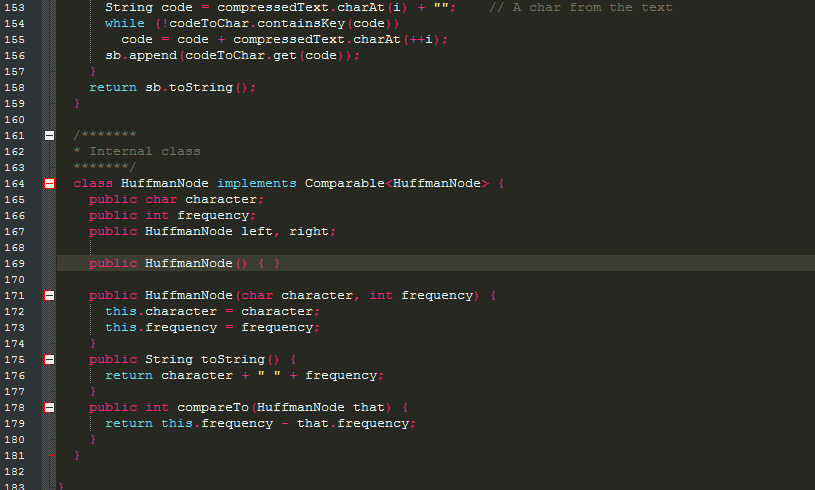 153 String code = compressedText.charAt(i) + ""; // A char from the text
154 while (!codeToChar.containsKey(code))
155 code = code + compressedText.charAt(++i);
156 sb.append(codeToChar.get(code));
157 }
158 return sb.toString();
159 }
160
161 /*******
162 * Internal class
163 *******/
164 class HuffmanNode implements Comparable<HuffmanNode> {
165 public char character;
166 public int frequency;
167 public HuffmanNode left, right;
168
169 public HuffmanNode() { }
170
171 public HuffmanNode(char character, int frequency) {
172 this.character = character;
173 this.frequency = frequency;
174 }
175 public String toString() {
176 return character + " " + frequency;
177 }
178 public int compareTo(HuffmanNode that) {
179 return this.frequency - that.frequency;
180 }
181 }
182
183 }